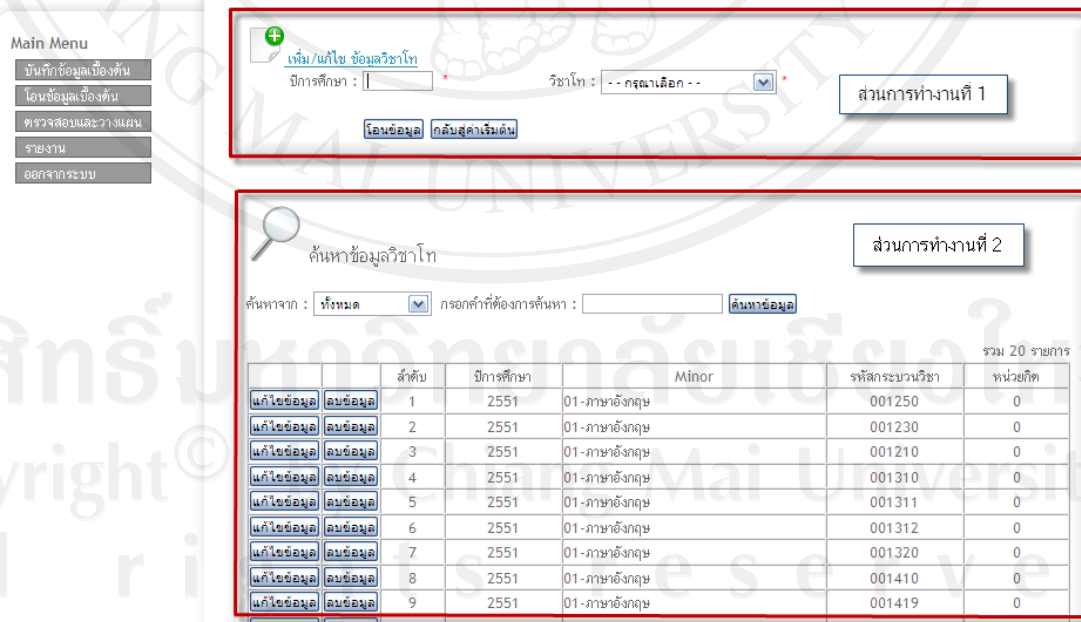 Main Menu
บันทึกข้อมูลเบื้องต้น
โอนข้อมูลเบื้องต้น
ตรวจสอบและวางแผน
รายงาน
ออกจากระบบ
เพิ่ม/แก้ไข ข้อมูลวิชาโท
ปีการศึกษา : * วิชาโท : - - กรุณาเลือก - - *
ส่วนการทำงานที่ 1
โอนข้อมูล กลับสู่ค่าเริ่มต้น
ส่วนการทำงานที่ 2
ค้นหาข้อมูลวิชาโท
ค้นหาจาก : ทั้งหมด กรอกคำที่ต้องการค้นหา : ค้นหาข้อมูล
รวม 20 รายการ
ลำดับ ปีการศึกษา Minor รหัสกระบวนวิชา หน่วยกิต
แก้ไขข้อมูล ลบข้อมูล 1 2551 01-ภาษาอังกฤษ 001250 0
แก้ไขข้อมูล ลบข้อมูล 2 2551 01-ภาษาอังกฤษ 001230 0
แก้ไขข้อมูล ลบข้อมูล 3 2551 01-ภาษาอังกฤษ 001210 0
แก้ไขข้อมูล ลบข้อมูล 4 2551 01-ภาษาอังกฤษ 001310 0
แก้ไขข้อมูล ลบข้อมูล 5 2551 01-ภาษาอังกฤษ 001311 0
แก้ไขข้อมูล ลบข้อมูล 6 2551 01-ภาษาอังกฤษ 001312 0
แก้ไขข้อมูล ลบข้อมูล 7 2551 01-ภาษาอังกฤษ 001320 0
แก้ไขข้อมูล ลบข้อมูล 8 2551 01-ภาษาอังกฤษ 001410 0
แก้ไขข้อมูล ลบข้อมูล 9 2551 01-ภาษาอังกฤษ 001419 0